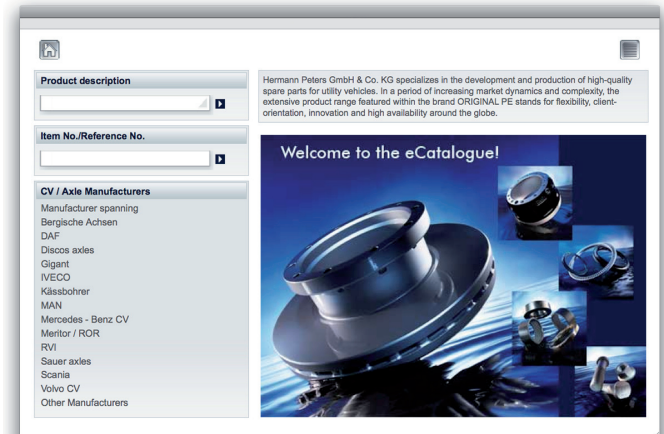 Product description
Hermann Peters GmbH & Co. KG specializes in the development and production of high-quality
spare parts for utility vehicles. In a period of increasing market dynamics and complexity, the
extensive product range featured within the brand ORIGINAL PE stands for flexibility, client-
orientation, innovation and high availability around the globe.
Item No./Reference No.
Welcome to the eCatalogue!
CV / Axle Manufacturers
Manufacturer spanning
Bergische Achsen
DAF
Discos axles
Gigant
IVECO
Kässbohrer
MAN
Mercedes - Benz CV
Meritor / ROR
RVI
Sauer axles
Scania
Volvo CV
Other Manufacturers